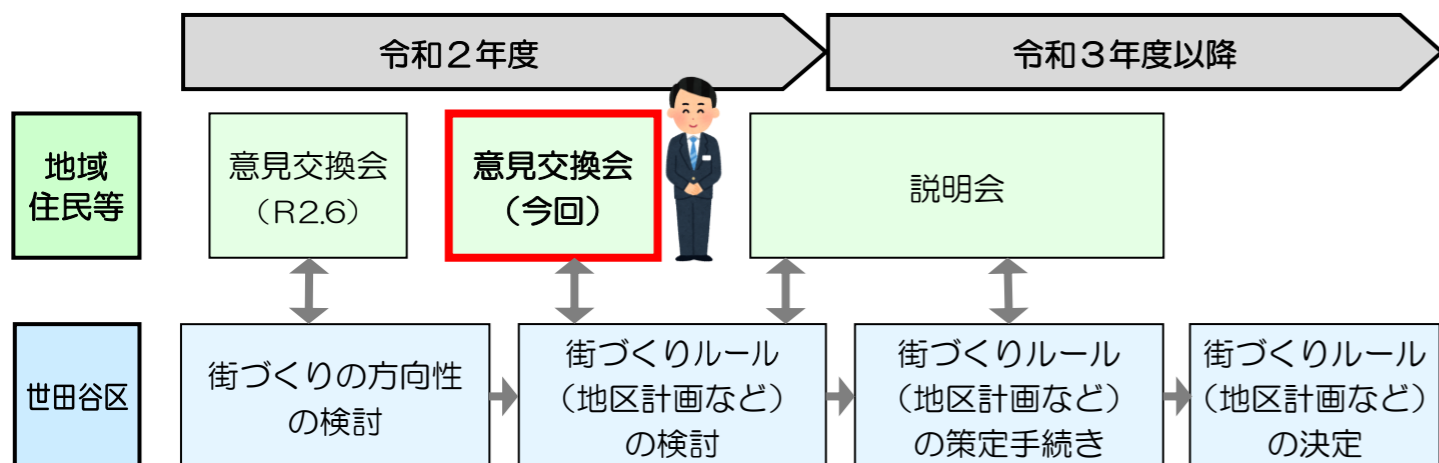 令和２年度
令和３年度以降
地域
住民等
意見交換会
（R2.6）
意見交換会
（今回）
説明会
世田谷区
街づくりの方向性
の検討
街づくりルール
（地区計画など）
の検討
街づくりルール
（地区計画など）
の策定手続き
街づくりルール
（地区計画など）
の決定